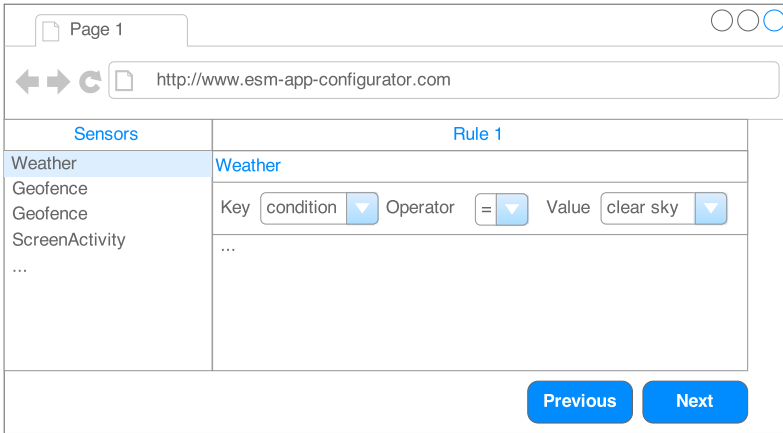 Page 1
http://www.esm-app-configurator.com
Sensors
Rule 1
Weather
Geofence
Geofence
ScreenActivity
...
Weather
Key condition Operator = Value clear sky
...
Previous Next